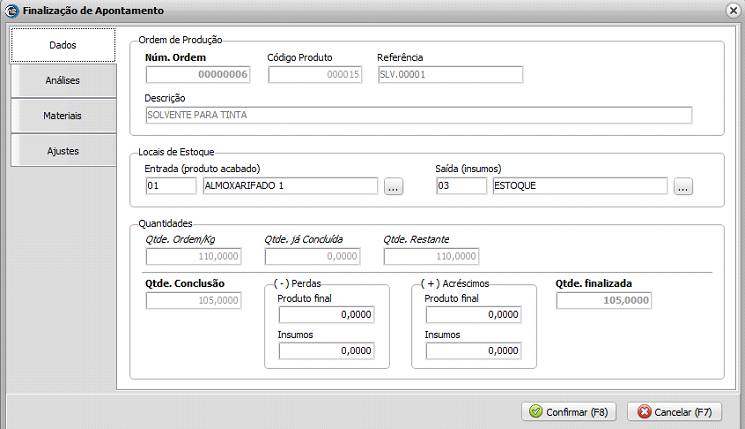 Finalização de Apontamento
Dados
Análises
Materiais
Ajustes
Ordem de Produção
Núm. Ordem Código Produto Referência
00000006 000015 SLV.00001
Descrição
SOLVENTE PARA TINTA
Locais de Estoque
Entrada (produto acabado) Saída (insumos)
01 ALMOXARIFADO 1 ... 03 ESTOQUE ...
Quantidades
Qtde. Ordem/Kg Qtde. já Concluída Qtde. Restante
110,0000 0,0000 110,0000
Qtde. Conclusão ( - ) Perdas ( + ) Acréscimos Qtde. finalizada
105,0000 Produto final Produto final 105,0000
0,0000 0,0000
Insumos Insumos
0,0000 0,0000
Confirmar (F8) Cancelar (F7)